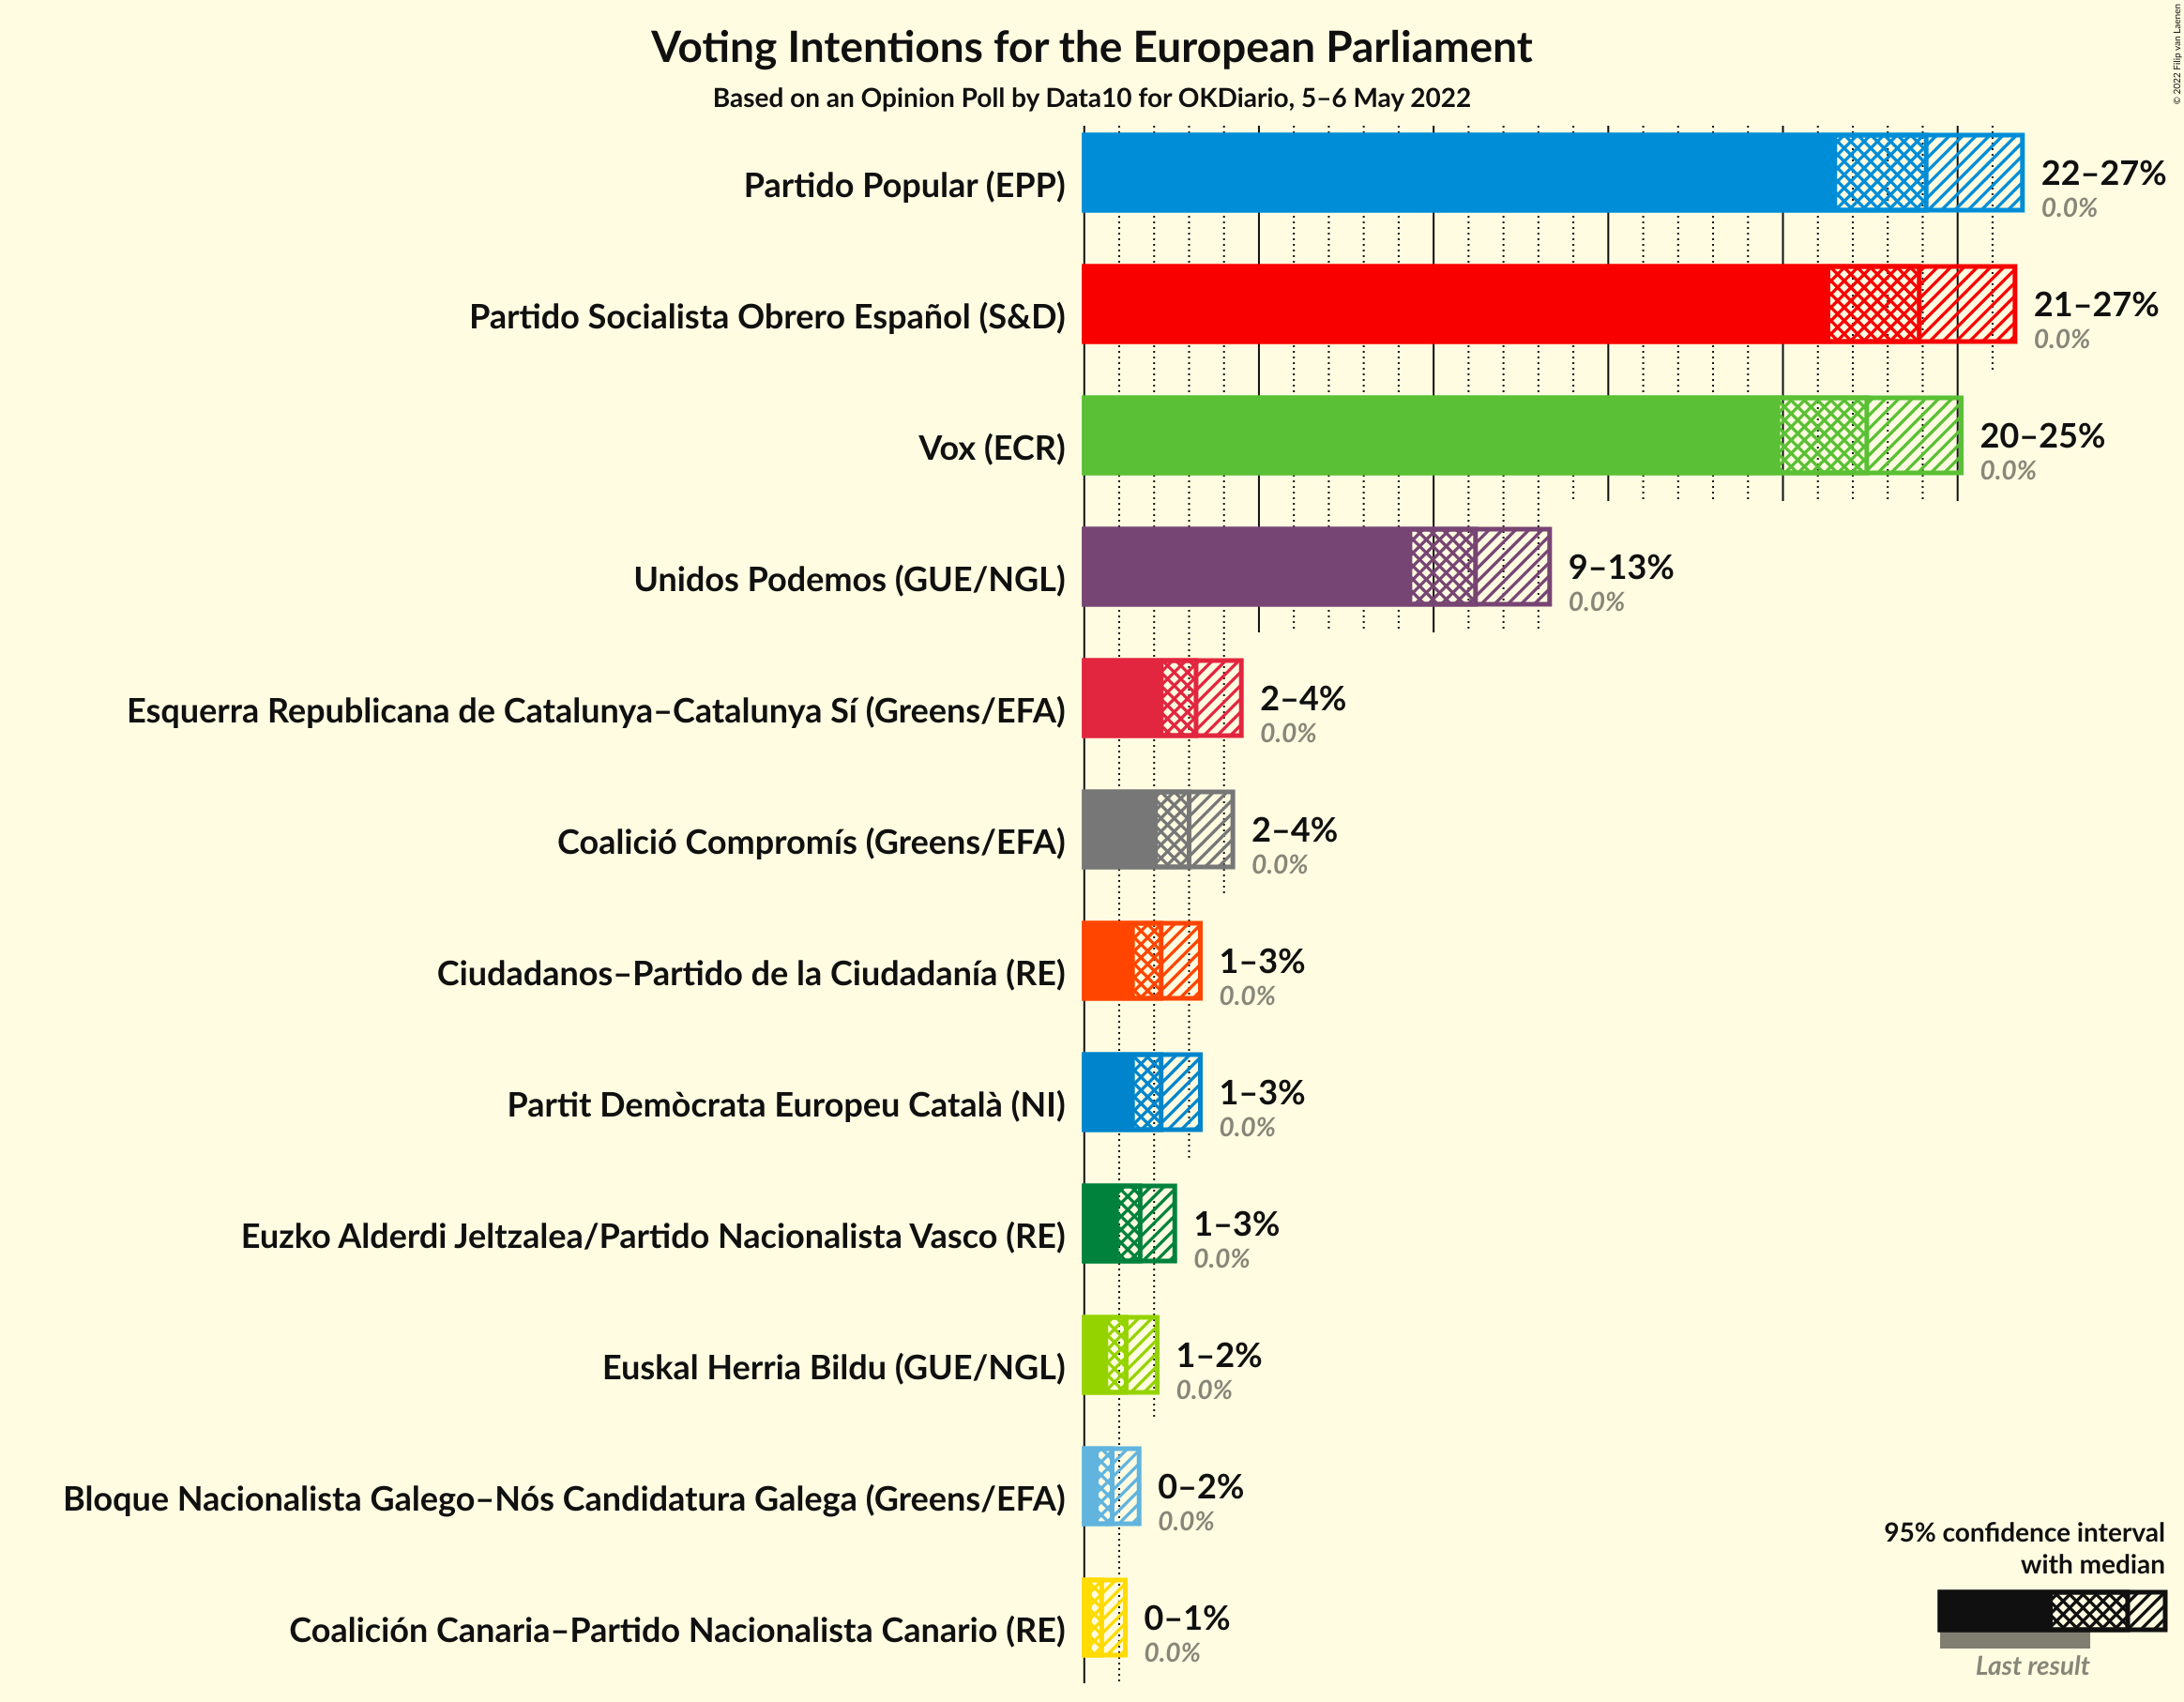 Voting Intentions for the European Parliament
Based on an Opinion Poll by Data10 for OKDiario, 5–6 May 2022
© 2022 Filip van Laenen
Partido Popular (EPP)
22–27%
0.0%
Partido Socialista Obrero Español (S&D)
21–27%
0.0%
Vox (ECR)
20–25%
0.0%
Unidos Podemos (GUE/NGL)
9–13%
0.0%
Esquerra Republicana de Catalunya–Catalunya Sí (Greens/EFA)
2–4%
0.0%
Coalició Compromís (Greens/EFA)
2–4%
0.0%
Ciudadanos–Partido de la Ciudadanía (RE)
1–3%
0.0%
Partit Demòcrata Europeu Català (NI)
1–3%
0.0%
Euzko Alderdi Jeltzalea/Partido Nacionalista Vasco (RE)
1–3%
0.0%
Euskal Herria Bildu (GUE/NGL)
1–2%
0.0%
Bloque Nacionalista Galego–Nós Candidatura Galega (Greens/EFA)
0–2%
0.0%
Coalición Canaria–Partido Nacionalista Canario (RE)
0–1%
0.0%
95% confidence interval
with median
Last result